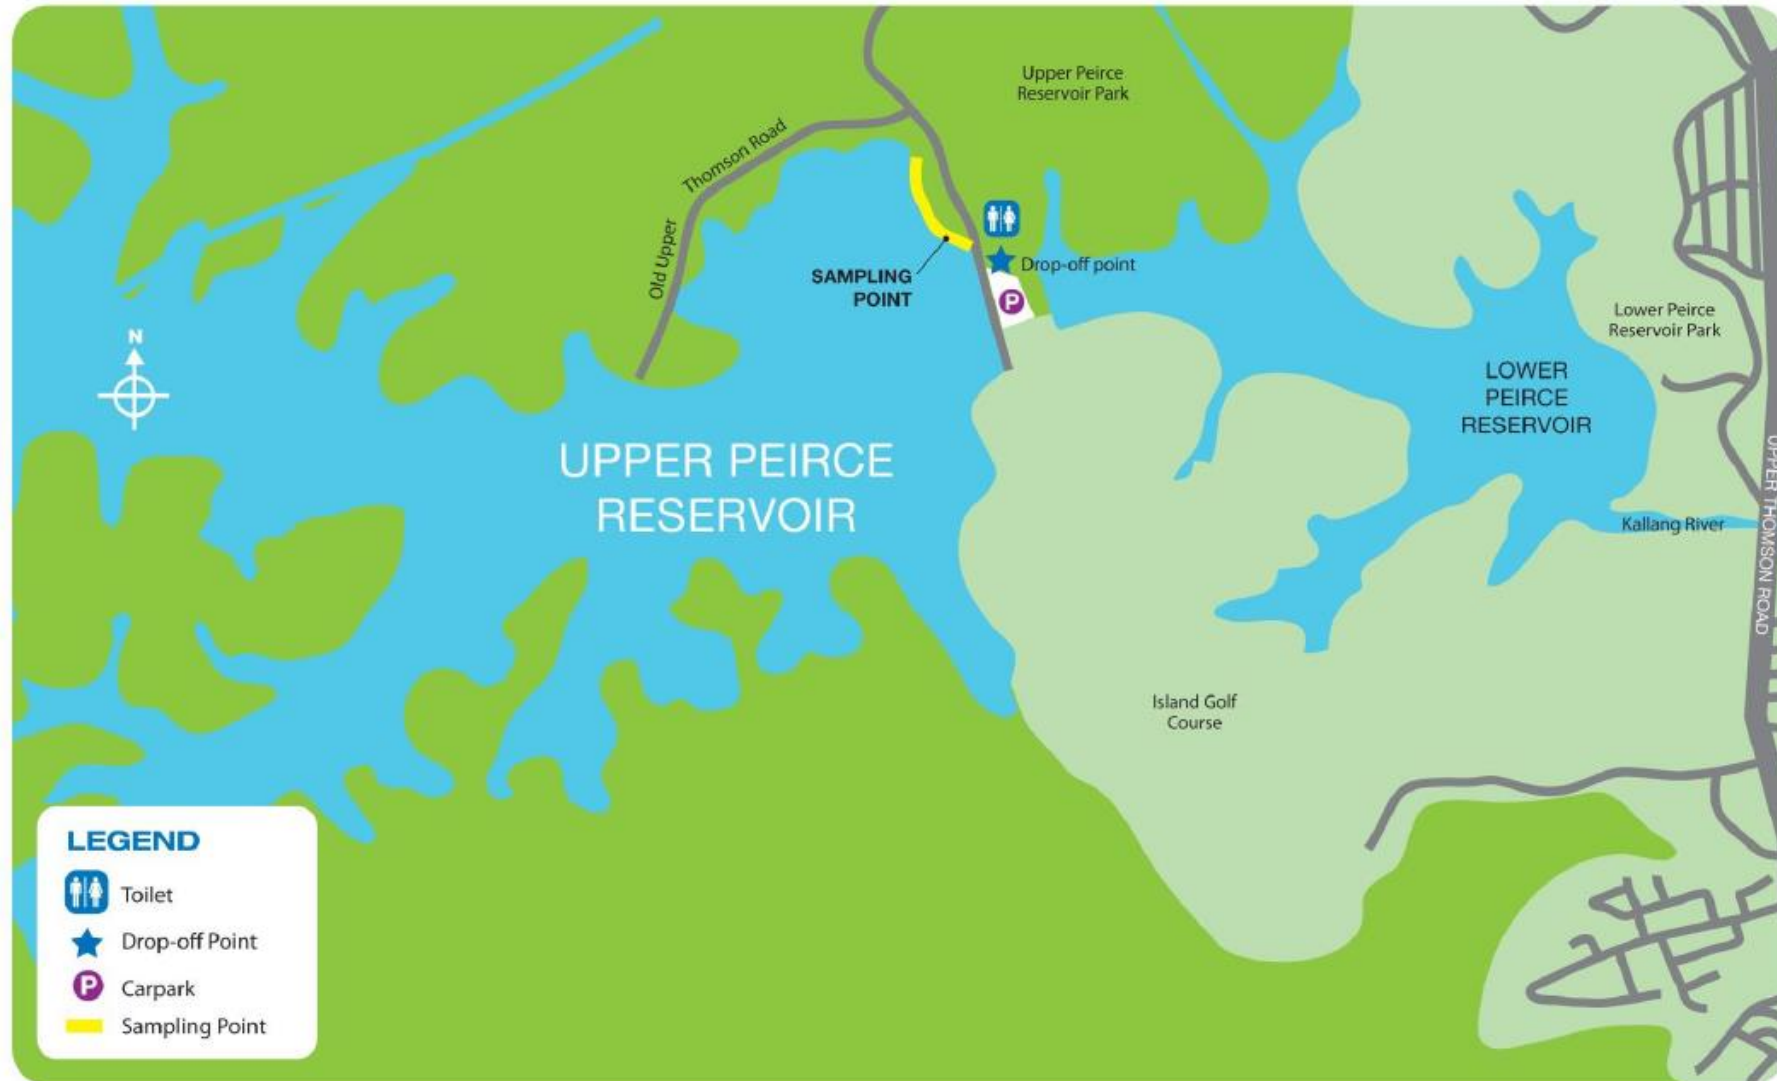 Upper Peirce
Reservoir Park
Thomson Road
Old Upper
Drop-off point
SAMPLING
POINT
P
Lower Peirce
Reservoir Park
N
LOWER
PEIRCE
RESERVOIR
UPPER PEIRCE
RESERVOIR
Kallang River
UPPER THOMSON ROAD
Island Golf
Course
LEGEND
Toilet
Drop-off Point
P Carpark
Sampling Point